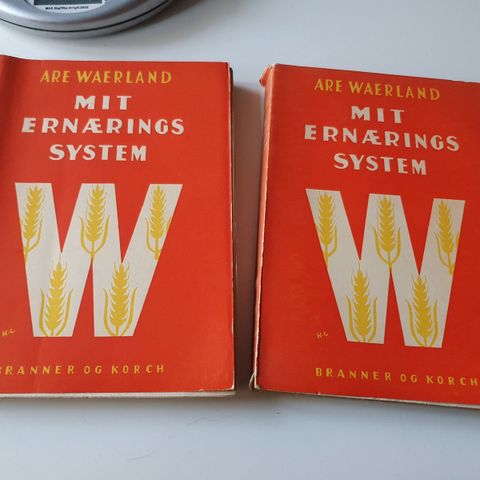 ARE WAERLAND
MIT
ERNÆRINGS
SYSTEM
W
H-C
BRANNER OG KORCH
ARE WAERLAND
MIT
ERNÆRINGS
SYSTEM
W
H-C
BRANNER OG KORCH